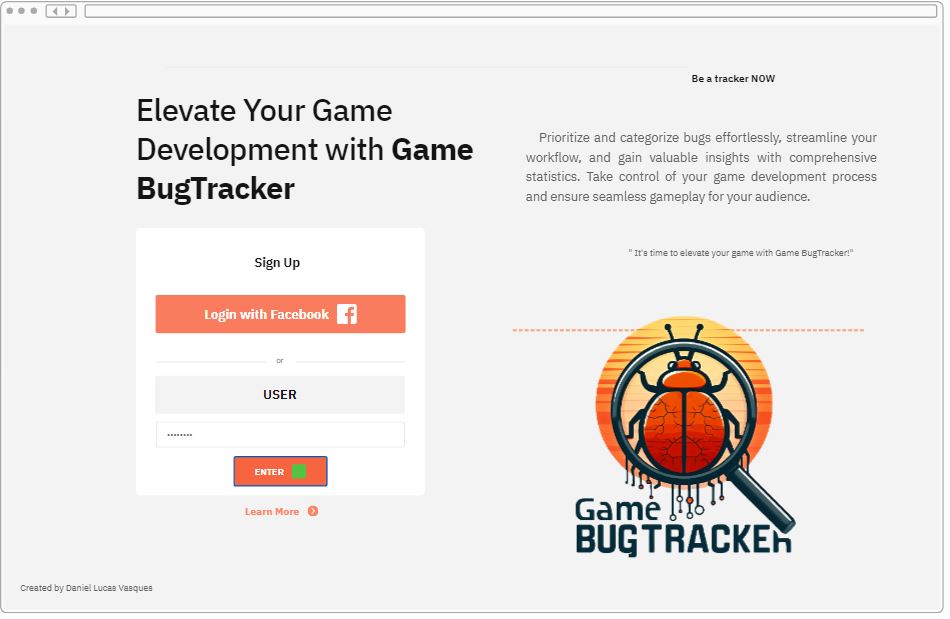 Be a tracker NOW
Elevate Your Game
Development with Game
BugTracker
Prioritize and categorize bugs effortlessly, streamline your
workflow, and gain valuable insights with comprehensive
statistics. Take control of your game development process
and ensure seamless gameplay for your audience.
" It's time to elevate your game with Game BugTracker!"
Sign Up
Login with Facebook
or
USER
••••••••
ENTER
Learn More
Game
BUGTRACKER
Created by Daniel Lucas Vasques